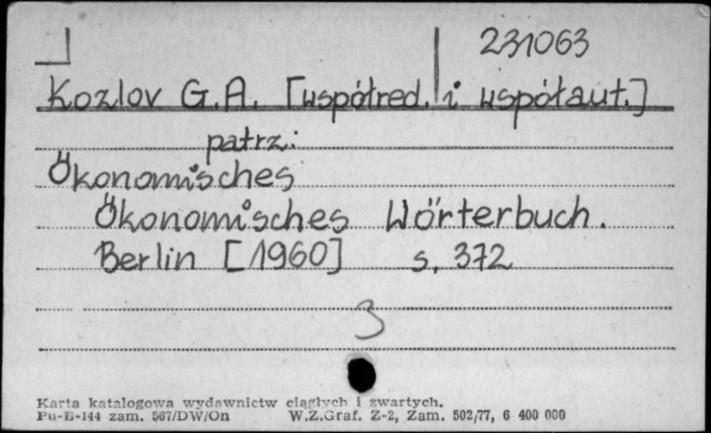 231063
Kozlov G.A. [współred. i współaut.]
patrz:
Ökonomisches
Ökonomisches Wörterbuch.
Berlin [1960] s. 372
3
Karta katalogowa wydawnictw ciągłych i zwartych.
Pu-B-144 zam. 567/DW/On W.Z.Graf. Z-2, Zam. 502/77, 6 400 000